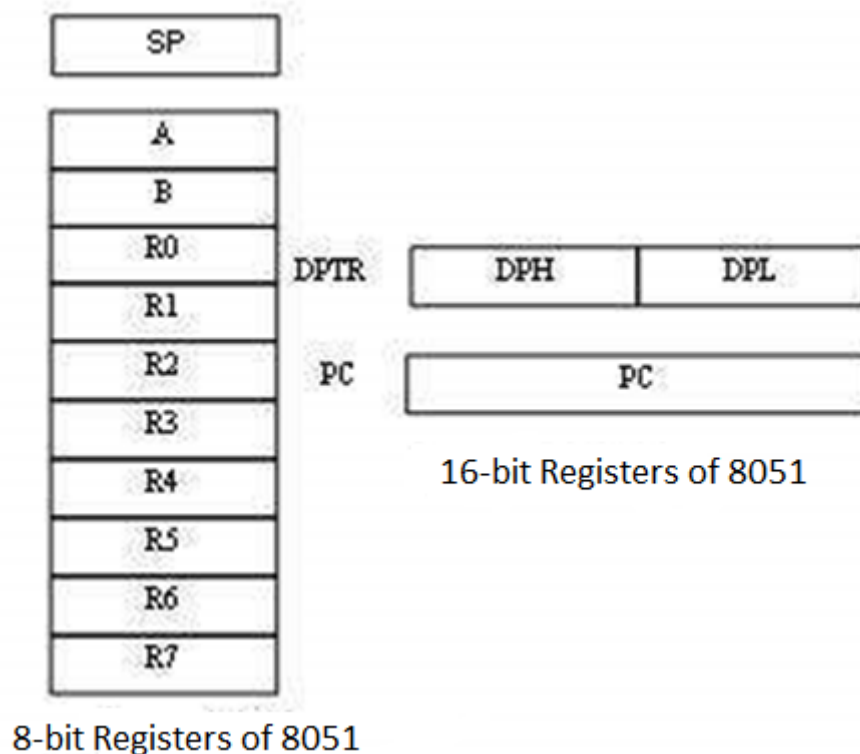 SP
A
B
R0
R1
R2
R3
R4
R5
R6
R7
8-bit Registers of 8051
DPTR DPH DPL
PC PC
16-bit Registers of 8051